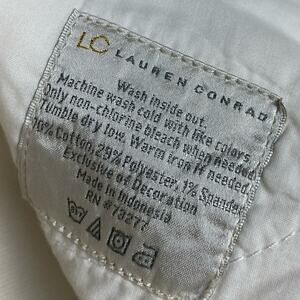 LC LAUREN CONRAD
Wash inside out.
Machine wash cold with like colors.
Only non-chlorine bleach when needed.
Tumble dry low. Warm iron if needed.
70% Cotton, 29% Polyester, 1% Spandex
Exclusive of Decoration
Made in Indonesia
RN #73277